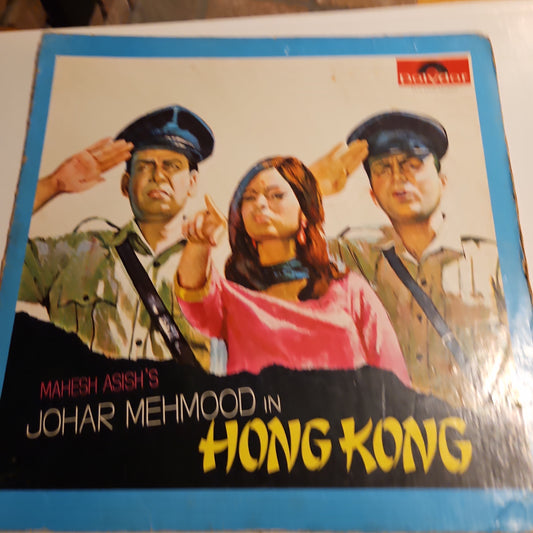 Polydor
MAHESH ASISH'S
JOHAR MEHMOOD IN
HONG KONG